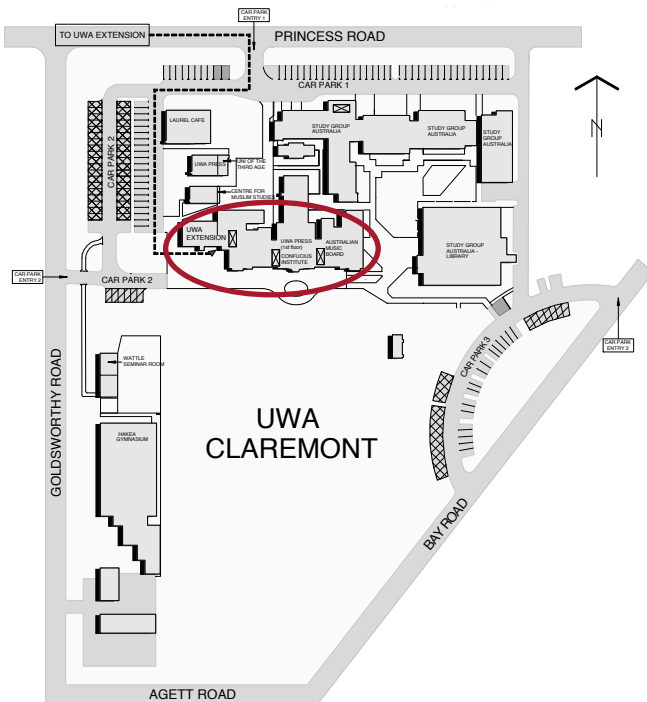 CAR PARK
ENTRY 1
TO UWA EXTENSION
PRINCESS ROAD
CAR PARK 1
N
LAUREL CAFE
STUDY GROUP
AUSTRALIA
STUDY GROUP
AUSTRALIA
STUDY
GROUP
AUSTRALIA
CAR PARK 2
UWA PRESS
UNI OF THE
THIRD AGE
CENTRE FOR
MUSLIM STUDIES
UWA
EXTENSION
UWA PRESS
(1st floor)
CONFUCIUS
INSTITUTE
AUSTRALIAN
MUSIC
BOARD
STUDY GROUP
AUSTRALIA -
LIBRARY
CAR PARK
ENTRY 2
CAR PARK 2
CAR PARK
ENTRY 3
CAR PARK 3
WATTLE
SEMINAR ROOM
GOLDSWORTHY ROAD
UWA
CLAREMONT
HAKEA
GYMNASIUM
BAY ROAD
AGETT ROAD